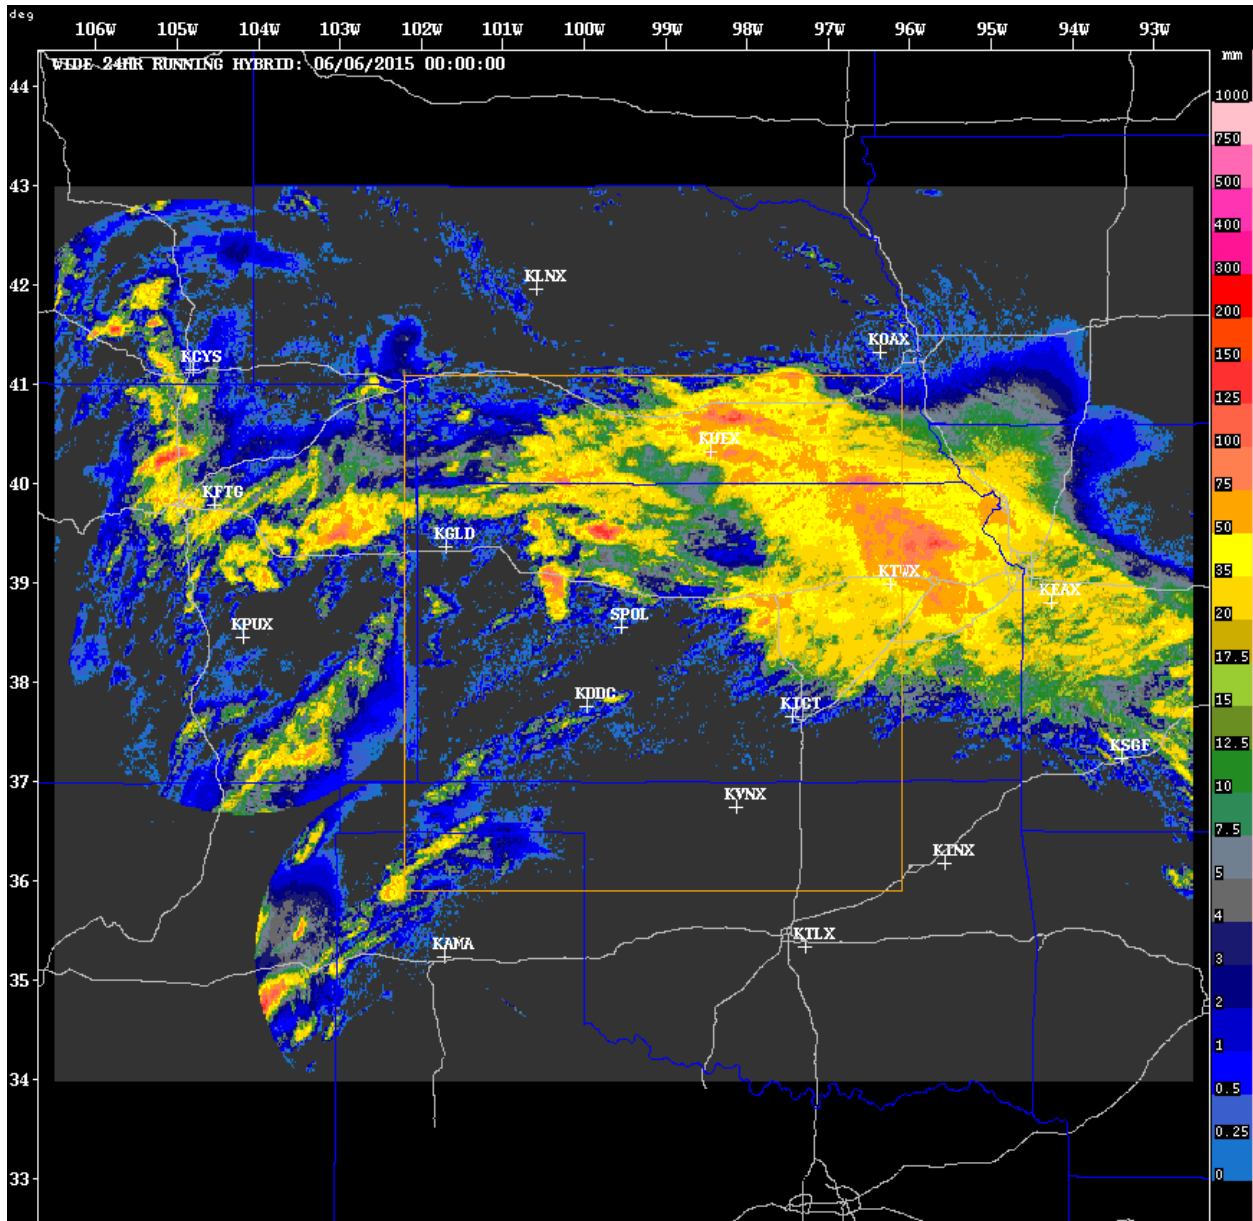 deg
106W 105W 104W 103W 102W 101W 100W 99W 98W 97W 96W 95W 94W 93W
WIDE 24HR RUNNING HYBRID: 06/06/2015 00:00:00
mm
44
1000
750
43
500
400
42
KLNX
300
200
KOAX
150
KCYS
41
125
100
KUEX
40
75
KFTG
50
KGLD
35
39
KTWX
KEAX
20
SPOL
KPUX
17.5
38
15
KDDC
KICT
12.5
KSGF
37
10
KVNX
7.5
KINX
36
5
4
KTLX
KAMA
3
35
2
1
34
0.5
0.25
33
0